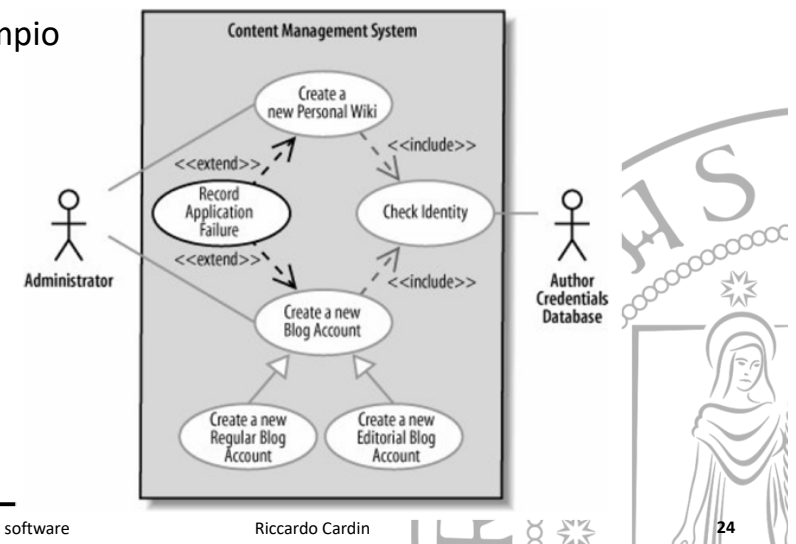 mpio
Content Management System
Create a
new Personal Wiki
<<extend>>
<<include>>
Record
Application
Failure
Check Identity
<<extend>>
<<include>>
Administrator
Author
Credentials
Database
Create a new
Blog Account
Create a new
Regular Blog
Account
Create a new
Editorial Blog
Account
software
Riccardo Cardin
24
H S